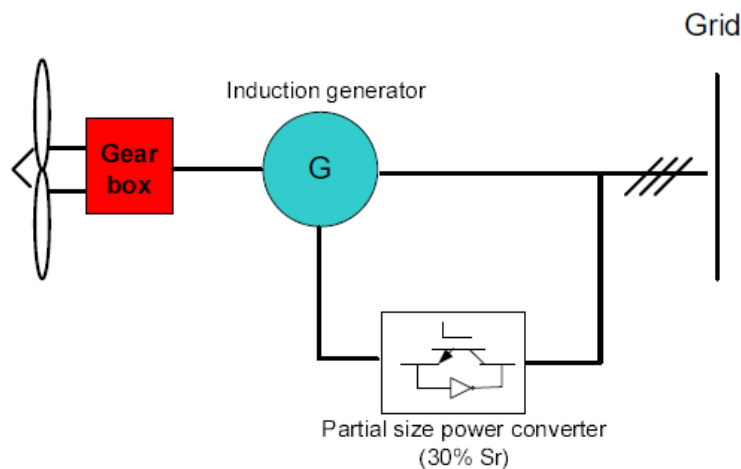 Grid
Induction generator
Gear
box
G
Partial size power converter
(30% Sr)